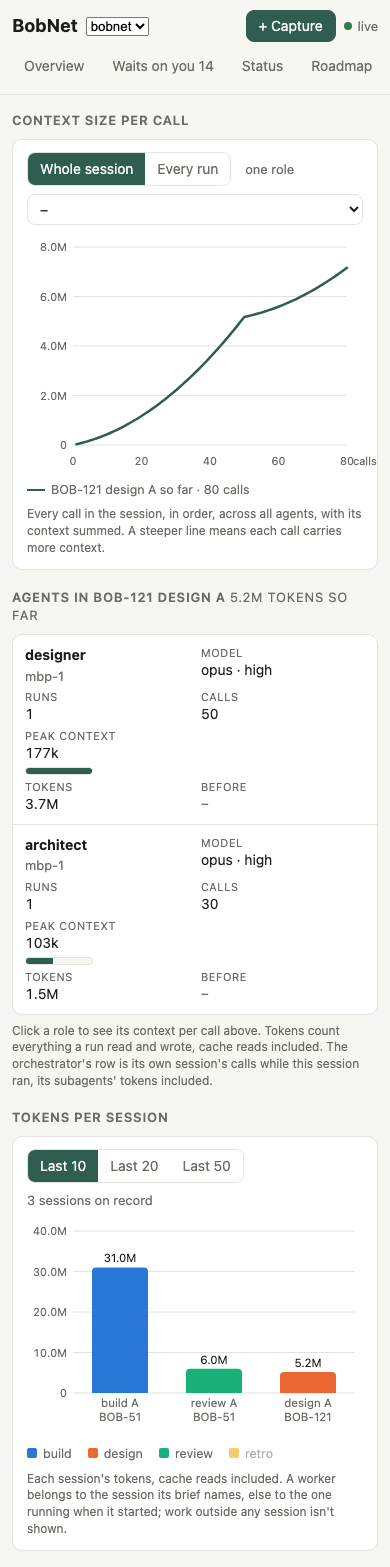 BobNet bobnet + Capture live
Overview Waits on you 14 Status Roadmap
CONTEXT SIZE PER CALL
Whole session Every run one role
–
8.0M
6.0M
4.0M
2.0M
0
0 20 40 60 80calls
BOB-121 design A so far · 80 calls
Every call in the session, in order, across all agents, with its
context summed. A steeper line means each call carries
more context.
AGENTS IN BOB-121 DESIGN A 5.2M TOKENS SO
FAR
designer
mbp-1
MODEL
opus · high
RUNS
1
CALLS
50
PEAK CONTEXT
177k
TOKENS
3.7M
BEFORE
–
architect
mbp-1
MODEL
opus · high
RUNS
1
CALLS
30
PEAK CONTEXT
103k
TOKENS
1.5M
BEFORE
–
Click a role to see its context per call above. Tokens count
everything a run read and wrote, cache reads included. The
orchestrator's row is its own session's calls while this session
ran, its subagents' tokens included.
TOKENS PER SESSION
Last 10 Last 20 Last 50
3 sessions on record
40.0M
30.0M
20.0M
10.0M
0
31.0M
6.0M
5.2M
build A
BOB-51
review A
BOB-51
design A
BOB-121
build design review retro
Each session's tokens, cache reads included. A worker
belongs to the session its brief names, else to the one
running when it started; work outside any session isn't
shown.